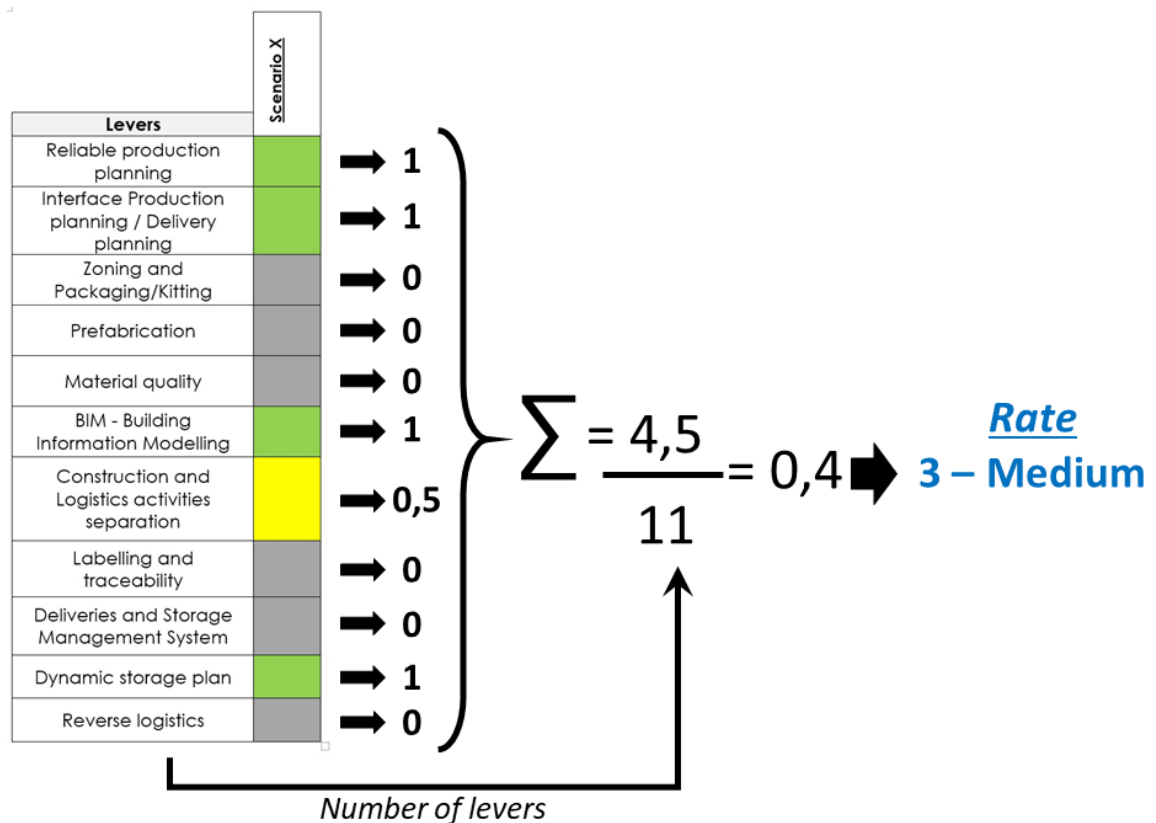 Scenario X
Levers
Reliable production
planning
1
Interface Production
planning / Delivery
planning
1
Zoning and
Packaging/Kitting
0
Prefabrication
0
Material quality
0
BIM - Building
Information Modelling
1
Construction and
Logistics activities
separation
0,5
Labelling and
traceability
0
Deliveries and Storage
Management System
0
Dynamic storage plan
1
Reverse logistics
0
∑ = 4,5
11
= 0,4
Rate
3 – Medium
Number of levers